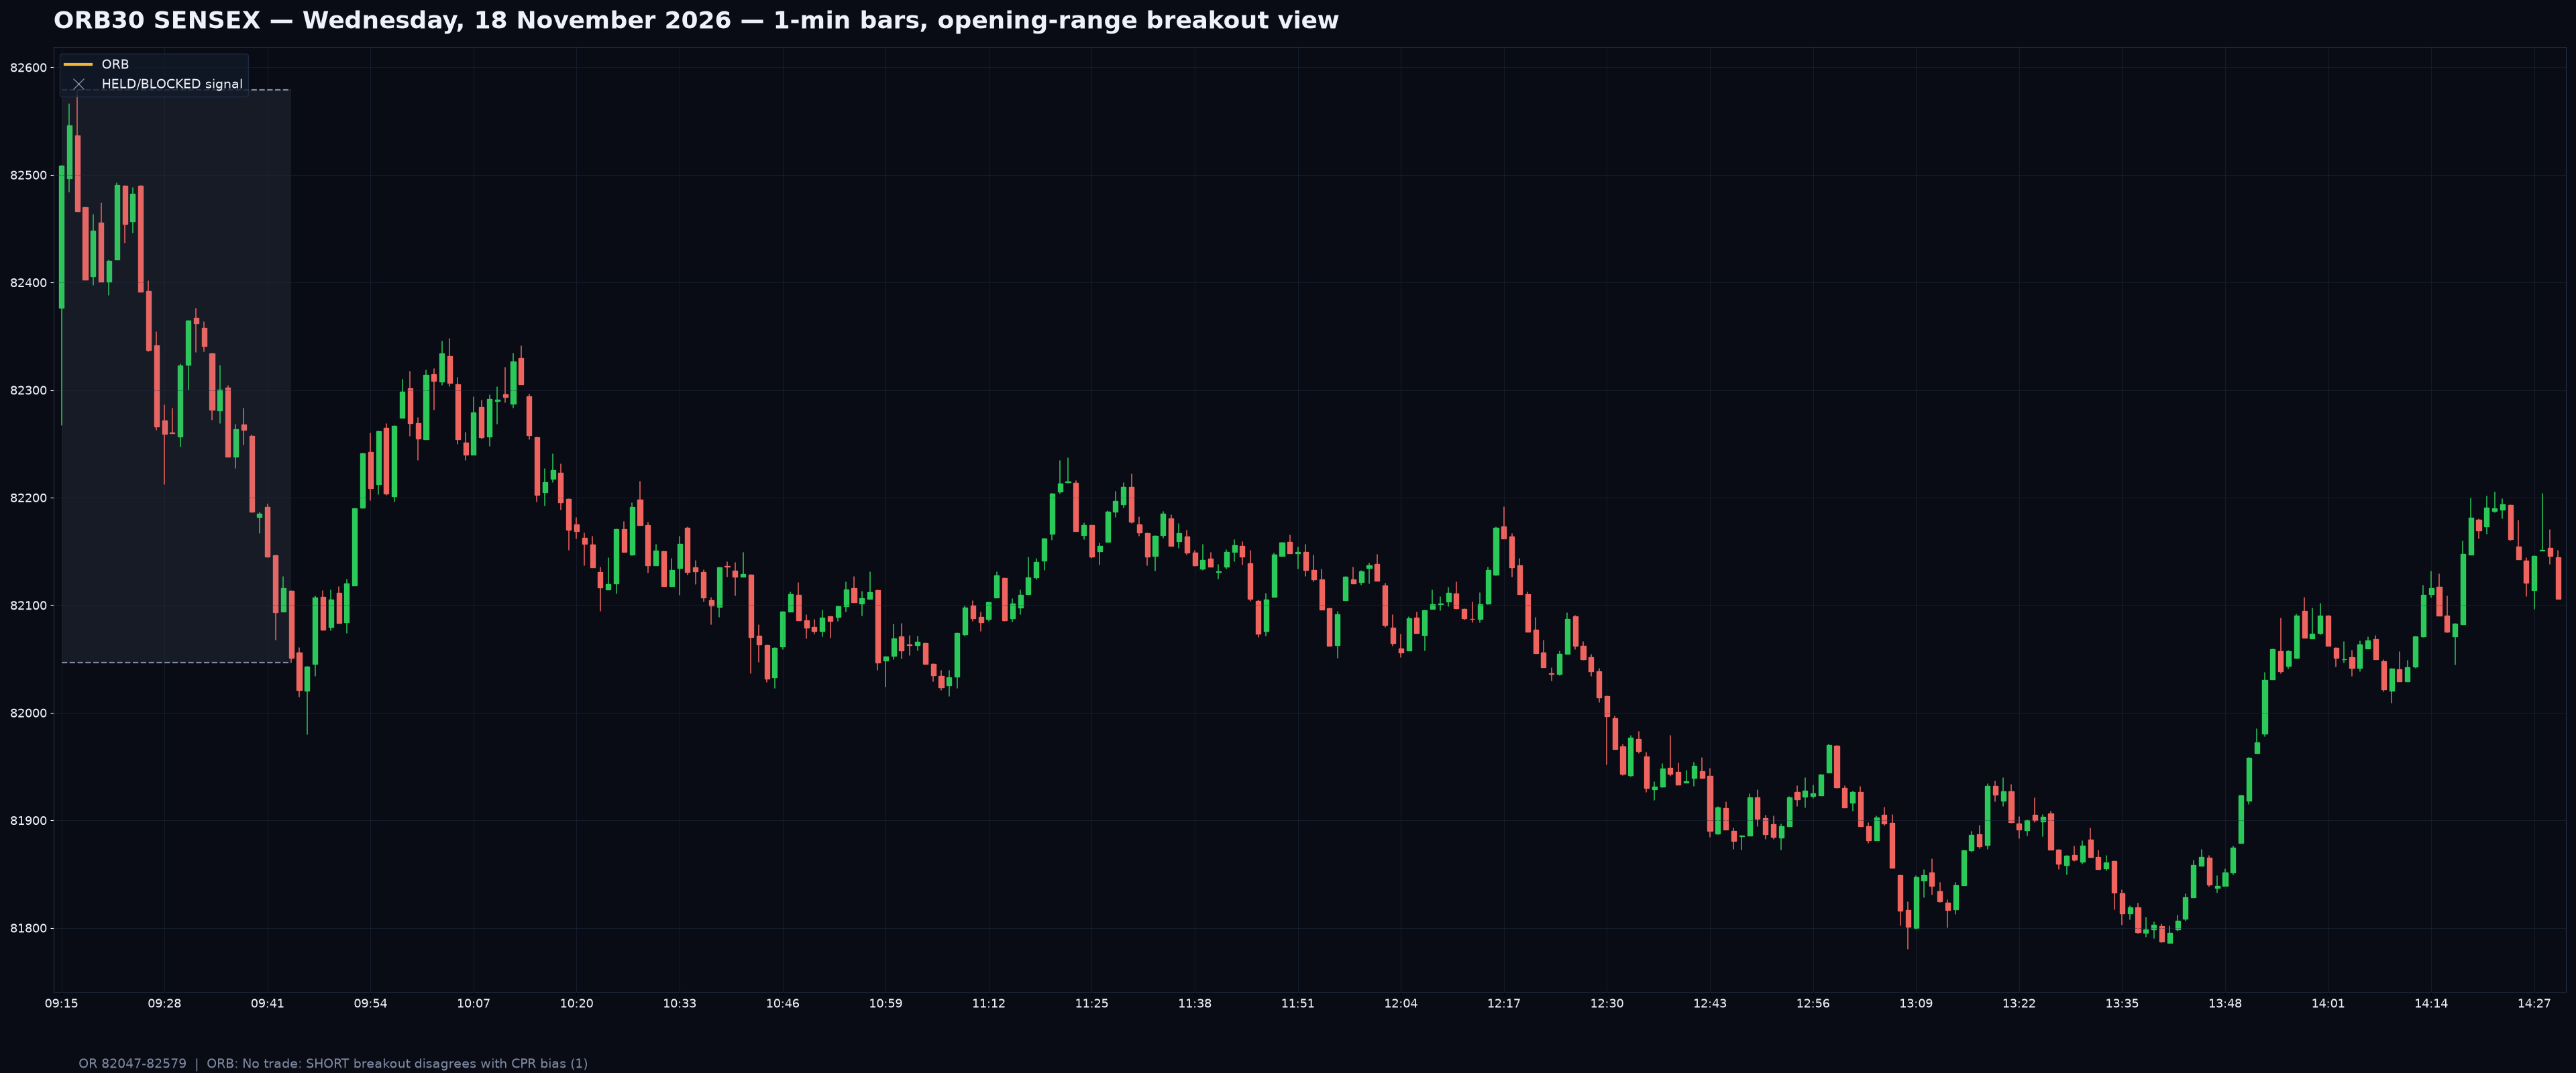 ORB30 SENSEX — Wednesday, 18 November 2026 — 1-min bars, opening-range breakout view
ORB
HELD/BLOCKED signal
82600
82500
82400
82300
82200
82100
82000
81900
81800
09:15 09:28 09:41 09:54 10:07 10:20 10:33 10:46 10:59 11:12 11:25 11:38 11:51 12:04 12:17 12:30 12:43 12:56 13:09 13:22 13:35 13:48 14:01 14:14 14:27
OR 82047-82579 | ORB: No trade: SHORT breakout disagrees with CPR bias (1)